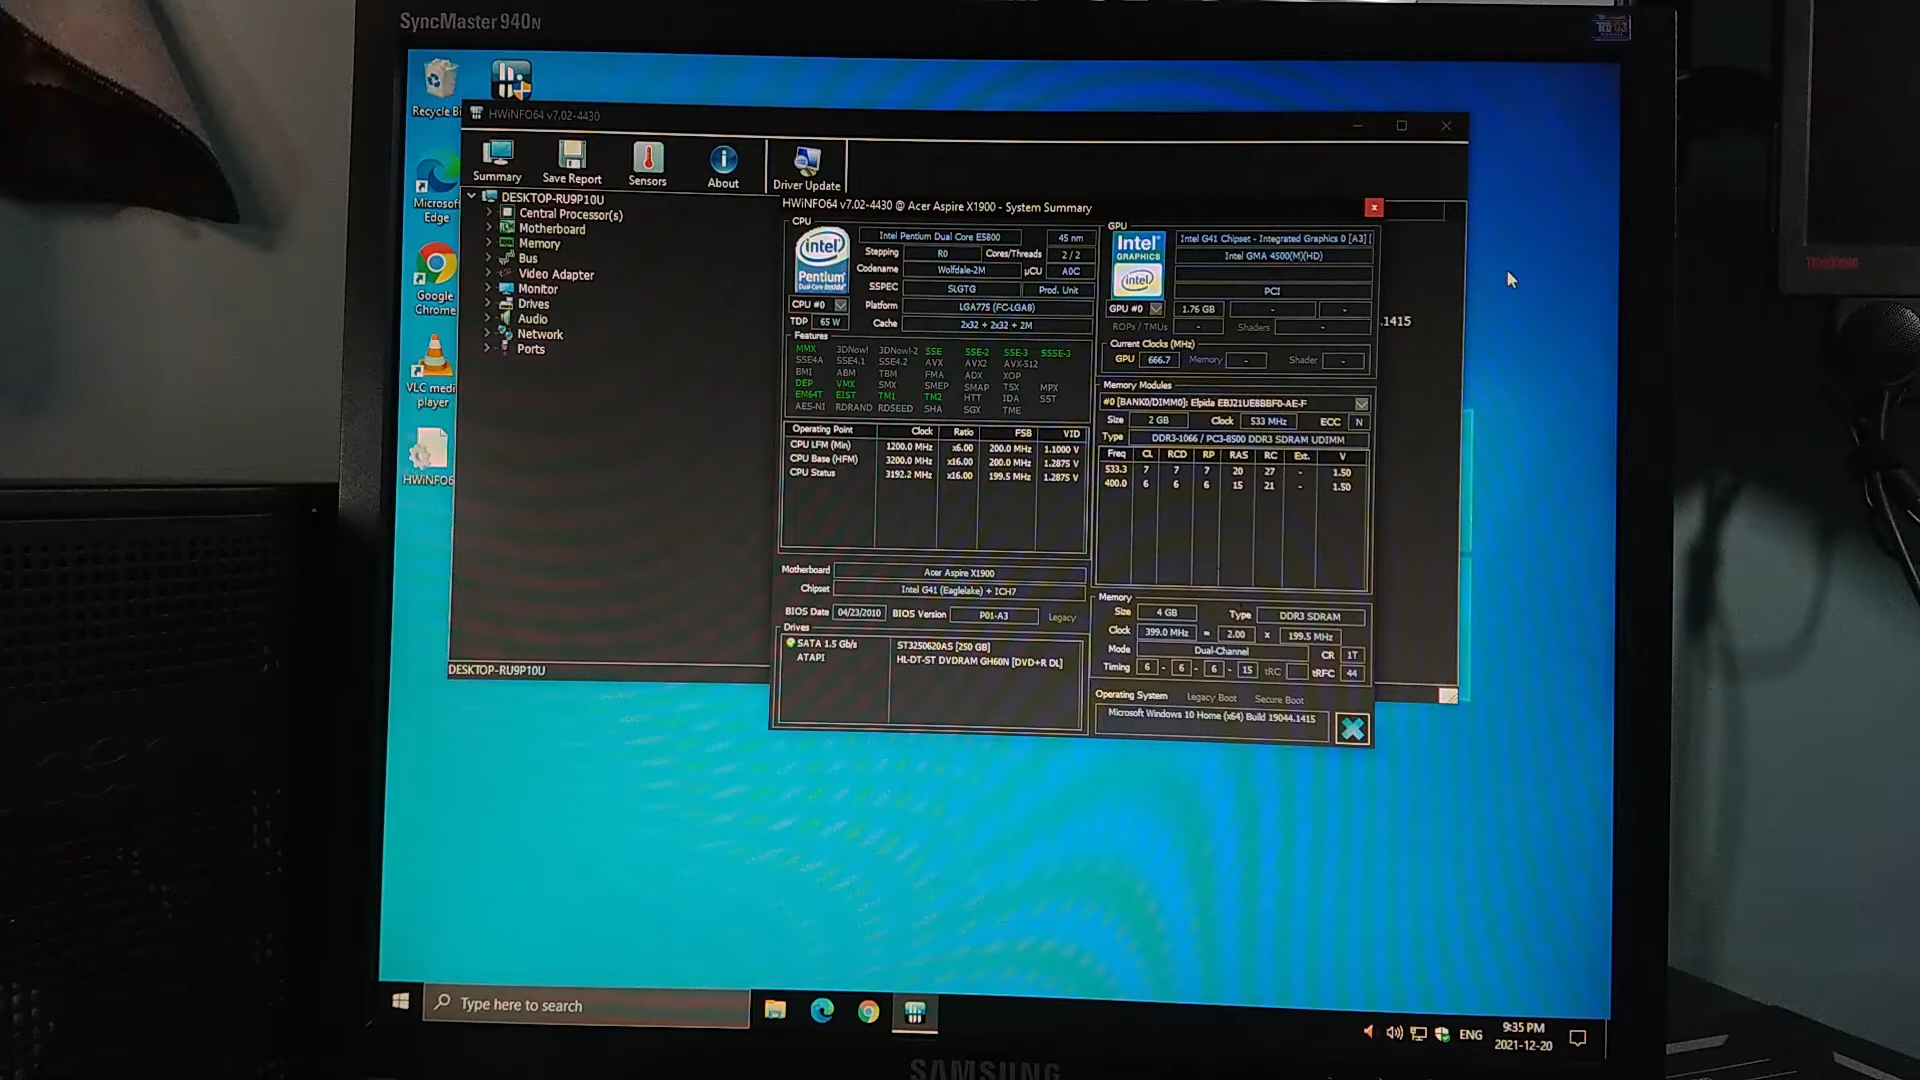 SyncMaster 940N
Recycle Bi
HWiNFO64 v7.02-4430
Summary
Save Report
Sensors
About
Driver Update
Microsoft Edge
Google Chrome
VLC medi player
HWiNFO6
DESKTOP-RU9P10U
Central Processor(s)
Motherboard
Memory
Bus
Video Adapter
Monitor
Drives
Audio
Network
Ports
DESKTOP-RU9P10U
HWiNFO64 v7.02-4430 @ Acer Aspire X1900 - System Summary
CPU
intel Pentium Dual-Core inside
Intel Pentium Dual Core E5800 45 nm
Stepping R0 Cores/Threads 2 / 2
Codename Wolfdale-2M µCU A0C
SSPEC SLGTG Prod. Unit
CPU #0 Platform LGA775 (FC-LGA8)
TDP 65 W Cache 2x32 + 2x32 + 2M
Features
MMX 3DNow! 3DNow!-2 SSE SSE-2 SSE-3 SSSE-3
SSE4A SSE4.1 SSE4.2 AVX AVX2 AVX-512
BMI ABM TBM FMA ADX XOP
DEP VMX SMX SMEP SMAP TSX MPX
EM64T EIST TM1 TM2 HTT IDA SST
AES-NI RDRAND RDSEED SHA SGX TME
Operating Point Clock Ratio FSB VID
CPU LFM (Min) 1200.0 MHz x6.00 200.0 MHz 1.1000 V
CPU Base (HFM) 3200.0 MHz x16.00 200.0 MHz 1.2875 V
CPU Status 3192.2 MHz x16.00 199.5 MHz 1.2875 V
Motherboard Acer Aspire X1900
Chipset Intel G41 (Eaglelake) + ICH7
BIOS Date 04/23/2010 BIOS Version P01-A3 Legacy
Drives
SATA 1.5 Gb/s ST3250620AS [250 GB]
ATAPI HL-DT-ST DVDRAM GH60N [DVD+R DL]
GPU
Intel GRAPHICS intel
Intel G41 Chipset - Integrated Graphics 0 [A3] [
Intel GMA 4500(M)(HD)
PCI
GPU #0 1.76 GB - -
ROPs / TMUs - Shaders -
Current Clocks (MHz)
GPU 666.7 Memory - Shader -
Memory Modules
#0 [BANK0/DIMM0]: Elpida EBJ21UE8BBF0-AE-F
Size 2 GB Clock 533 MHz ECC N
Type DDR3-1066 / PC3-8500 DDR3 SDRAM UDIMM
Freq CL RCD RP RAS RC Ext. V
533.3 7 7 7 20 27 - 1.50
400.0 6 6 6 15 21 - 1.50
Memory
Size 4 GB Type DDR3 SDRAM
Clock 399.0 MHz = 2.00 x 199.5 MHz
Mode Dual-Channel CR 1T
Timing 6 - 6 - 6 - 15 tRC tRFC 44
Operating System Legacy Boot Secure Boot
Microsoft Windows 10 Home (x64) Build 19044.1415
.1415
Type here to search
ENG
9:35 PM
2021-12-20
SAMSUNG